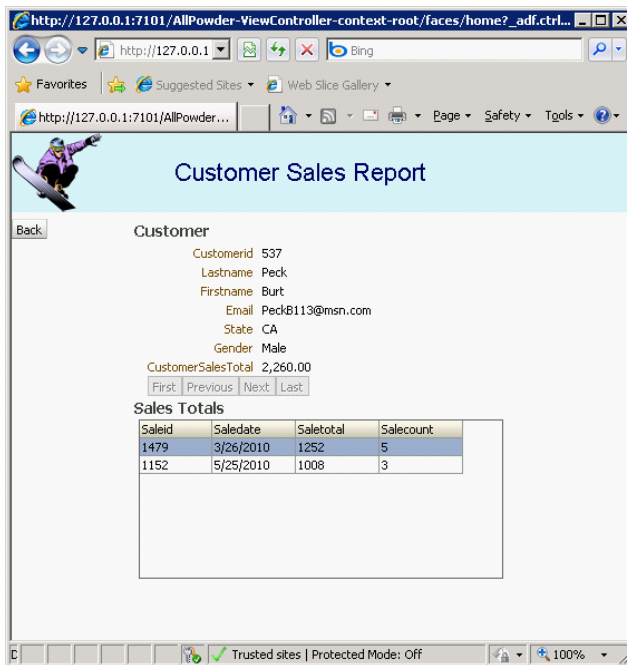 http://127.0.0.1:7101/AllPowder-ViewController-context-root/faces/home?_adf.ctrl...
http://127.0.0.1
Bing
Favorites
Suggested Sites
Web Slice Gallery
http://127.0.0.1:7101/AllPowder...
Page
Safety
Tools
Customer Sales Report
Back
Customer
Customerid 537
Lastname Peck
Firstname Burt
Email PeckB113@msn.com
State CA
Gender Male
CustomerSalesTotal 2,260.00
First Previous Next Last
Sales Totals
Saleid Saledate Saletotal Salecount
1479 3/26/2010 1252 5
1152 5/25/2010 1008 3
Trusted sites | Protected Mode: Off
100%